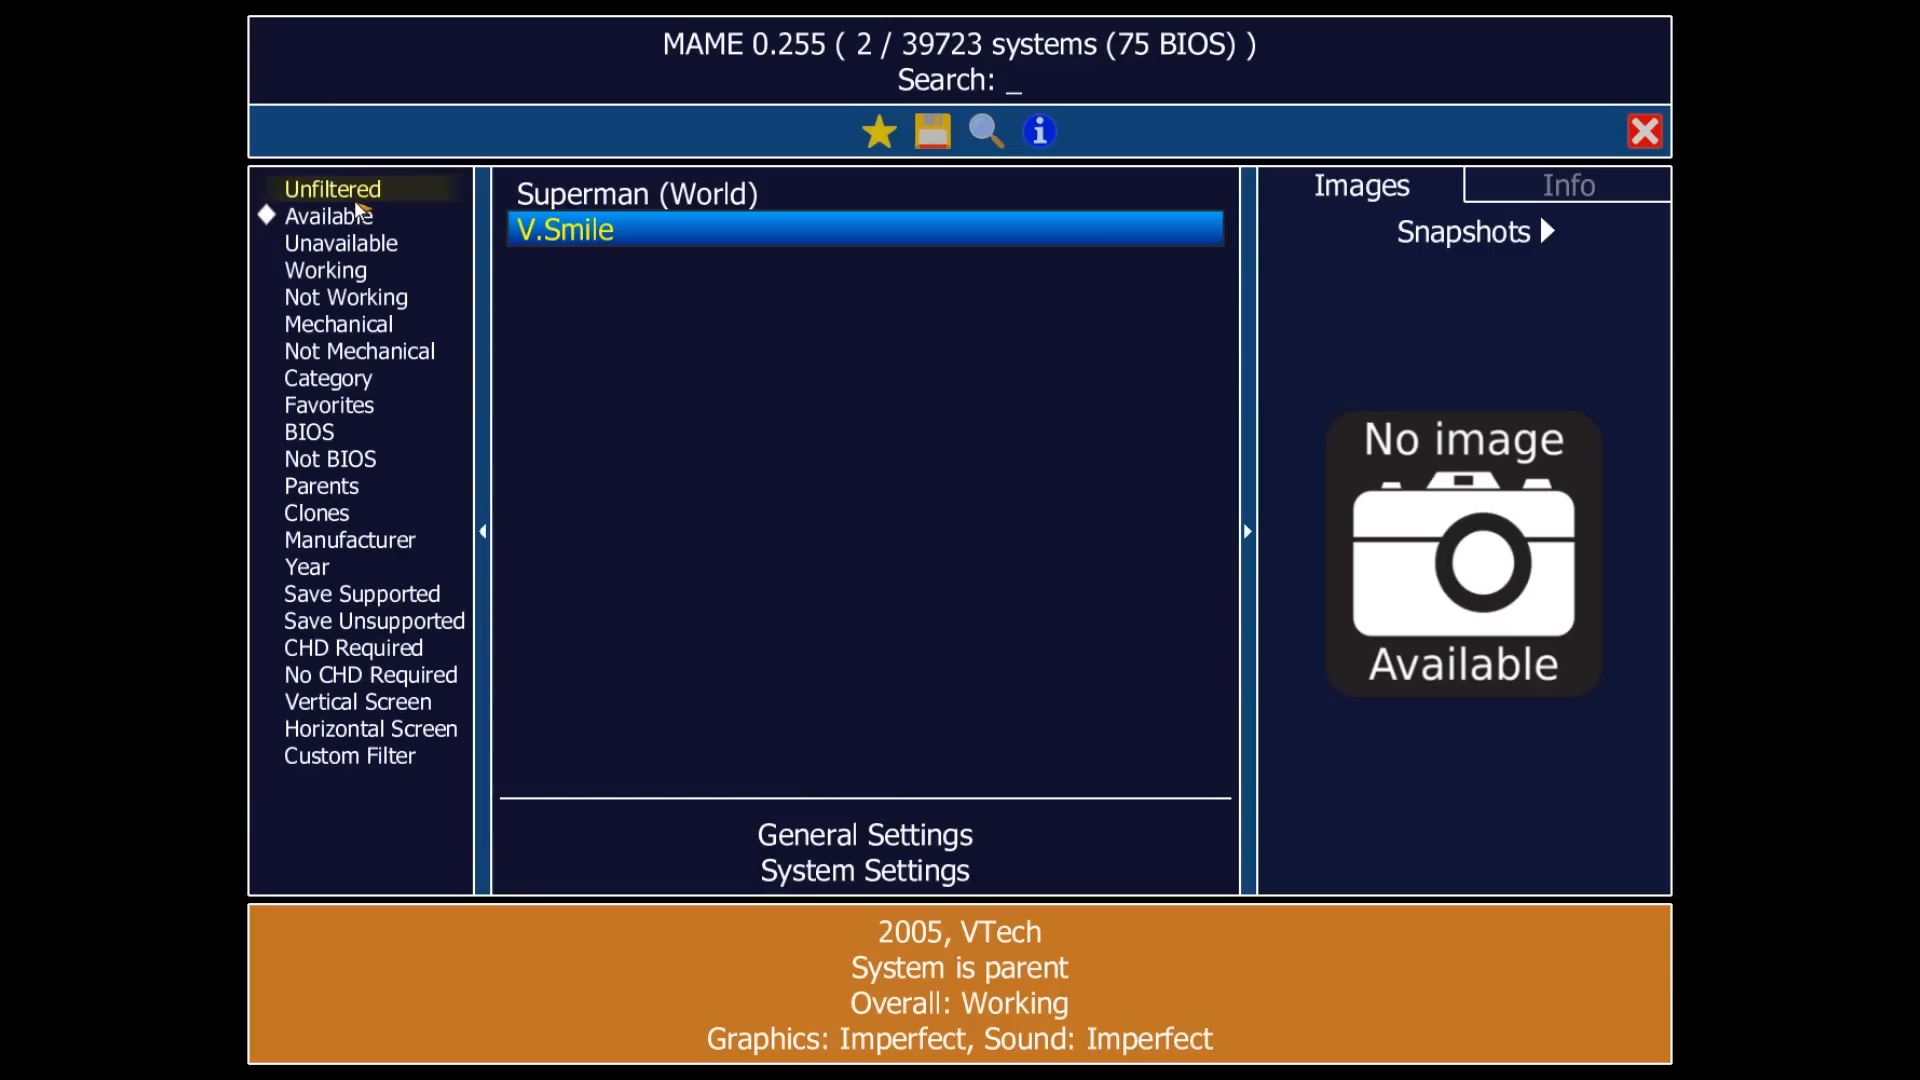 MAME 0.255 ( 2 / 39723 systems (75 BIOS) )
Search: _
Unfiltered
Available
Unavailable
Working
Not Working
Mechanical
Not Mechanical
Category
Favorites
BIOS
Not BIOS
Parents
Clones
Manufacturer
Year
Save Supported
Save Unsupported
CHD Required
No CHD Required
Vertical Screen
Horizontal Screen
Custom Filter
Superman (World)
V.Smile
General Settings
System Settings
Images
Info
Snapshots
No image
Available
2005, VTech
System is parent
Overall: Working
Graphics: Imperfect, Sound: Imperfect